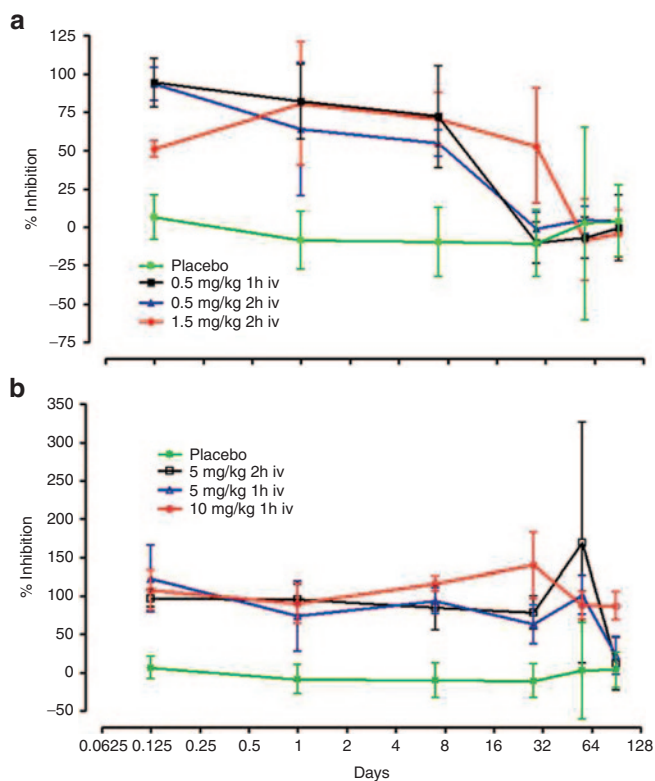 a
125
100
75
50
25
0
−25
−50
−75
% Inhibition
Placebo
0.5 mg/kg 1h iv
0.5 mg/kg 2h iv
1.5 mg/kg 2h iv
b
350
300
250
200
150
100
50
0
−50
% Inhibition
Placebo
5 mg/kg 2h iv
5 mg/kg 1h iv
10 mg/kg 1h iv
0.0625 0.125 0.25 0.5 1 2 4 8 16 32 64 128
Days